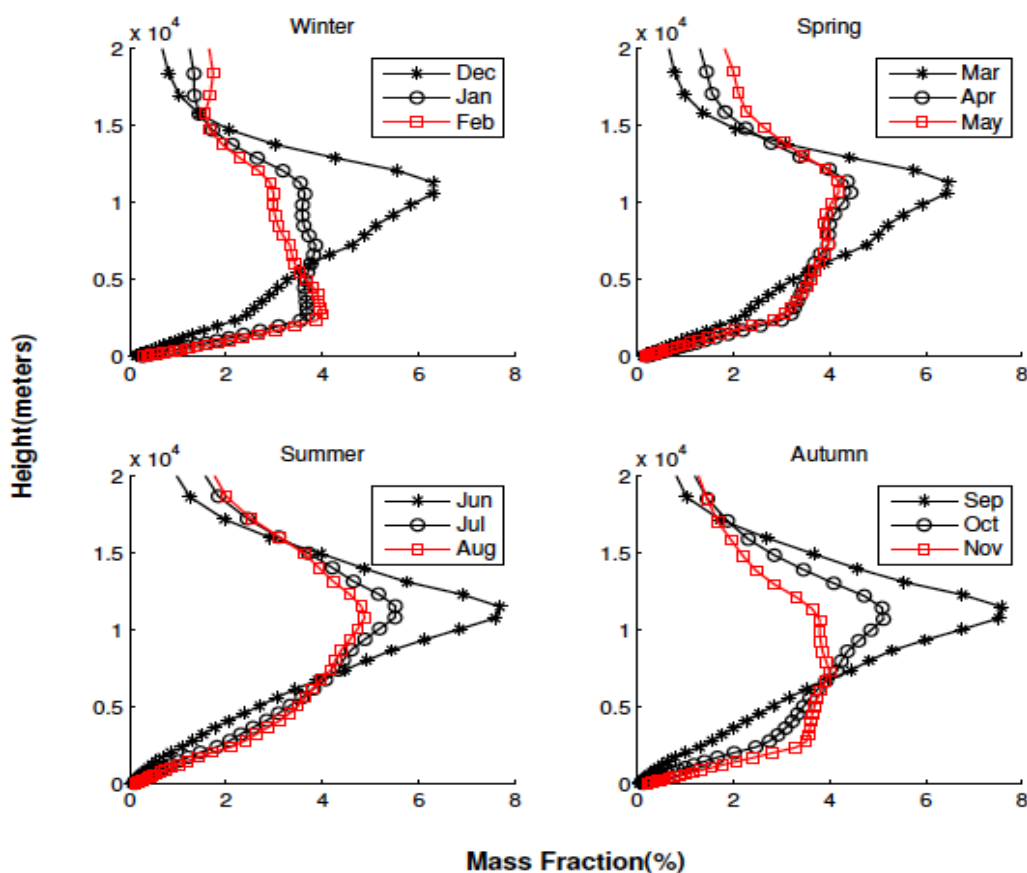 x 10^4
Winter
2
1.5
1
0.5
0
0 2 4 6 8
Dec
Jan
Feb
x 10^4
Spring
2
1.5
1
0.5
0
0 2 4 6 8
Mar
Apr
May
Height(meters)
x 10^4
Summer
2
1.5
1
0.5
0
0 2 4 6 8
Jun
Jul
Aug
x 10^4
Autumn
2
1.5
1
0.5
0
0 2 4 6 8
Sep
Oct
Nov
Mass Fraction(%)